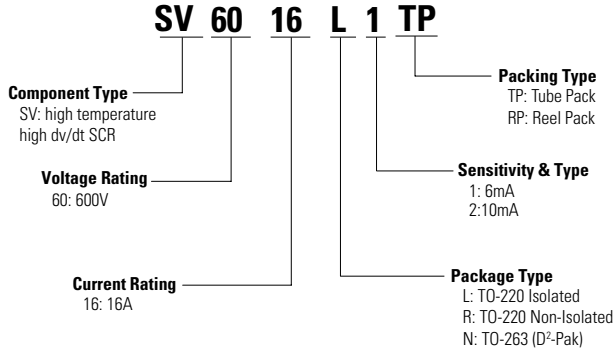 SV 60 16 L 1 TP
Component Type
SV: high temperature
high dv/dt SCR
Voltage Rating
60: 600V
Current Rating
16: 16A
Packing Type
TP: Tube Pack
RP: Reel Pack
Sensitivity & Type
1: 6mA
2:10mA
Package Type
L: TO-220 Isolated
R: TO-220 Non-Isolated
N: TO-263 (D²-Pak)